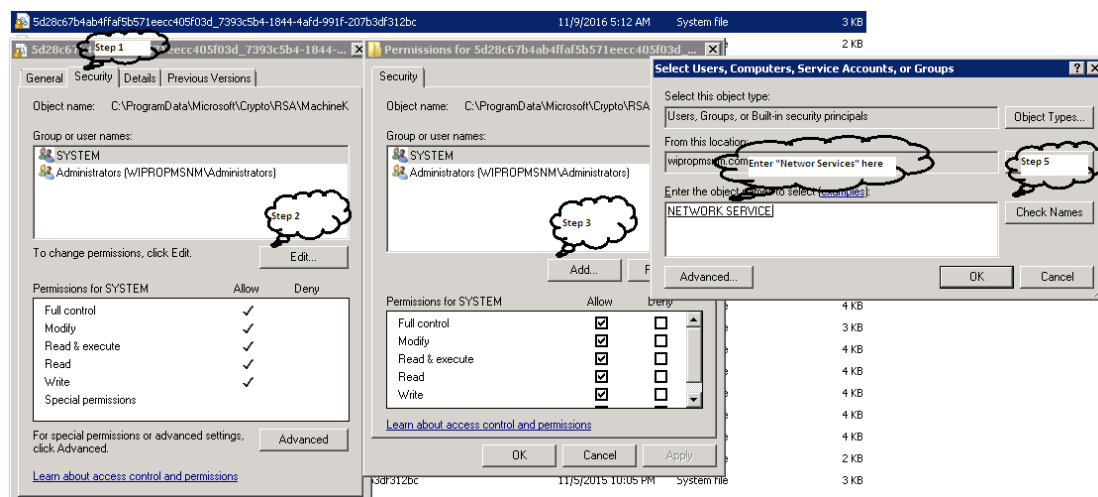 5d28c67b4ab4ffaf5b571eecc405f03d_7393c5b4-1844-4afd-991f-207b3df312bc 11/9/2016 5:12 AM System file 3 KB
2 KB
5d28c67 eecc405f03d_7393c5b4-1844-...
Step 1
General Security Details Previous Versions
Object name: C:\ProgramData\Microsoft\Crypto\RSA\MachineK
Group or user names:
SYSTEM
Administrators (WIPROPMSNM\Administrators)
Step 2
To change permissions, click Edit.
Edit...
Permissions for SYSTEM Allow Deny
Full control
Modify
Read & execute
Read
Write
Special permissions
For special permissions or advanced settings,
click Advanced.
Advanced
Learn about access control and permissions
Permissions for 5d28c67b4ab4ffaf5b571eecc405f03d_...
Security
Object name: C:\ProgramData\Microsoft\Crypto\RSA
Group or user names:
SYSTEM
Administrators (WIPROPMSNM\Administrators)
Step 3
Add...
Permissions for SYSTEM Allow Deny
Full control
Modify
Read & execute
Read
Write
Learn about access control and permissions
OK Cancel Apply
Select Users, Computers, Service Accounts, or Groups
Select this object type:
Users, Groups, or Built-in security principals
Object Types...
From this location:
wipropmsnm.com
Enter "Networ Services" here
Step 5
Enter the object to select (examples):
NETWORK SERVICE
Check Names
Advanced...
OK Cancel
4 KB
3 KB
4 KB
4 KB
4 KB
4 KB
4 KB
2 KB
b3df312bc 11/5/2015 10:05 PM System file 3 KB